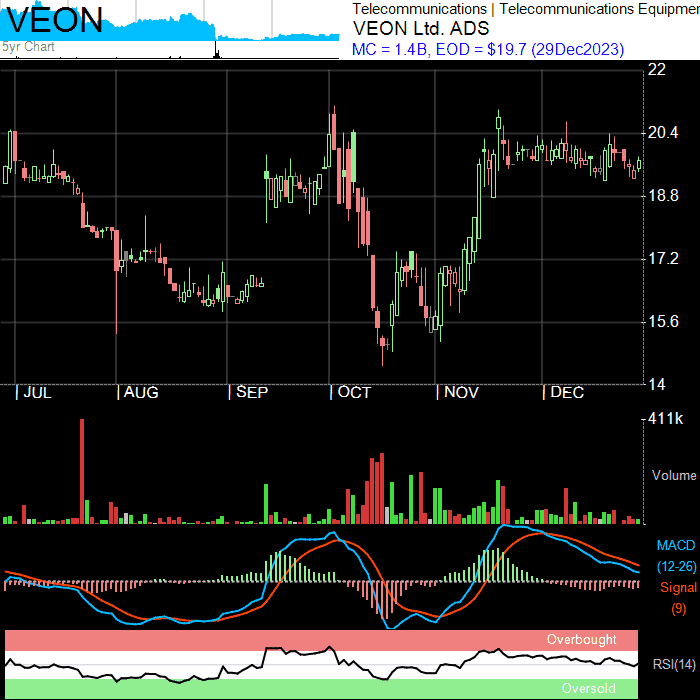 VEON
5yr Chart
Telecommunications | Telecommunications Equipmen
VEON Ltd. ADS
MC = 1.4B, EOD = $19.7 (29Dec2023)
22
20.4
18.8
17.2
15.6
14
| JUL | AUG | SEP | OCT | NOV | DEC
411k
Volume
MACD
(12-26)
Signal
(9)
Overbought
RSI(14)
Oversold